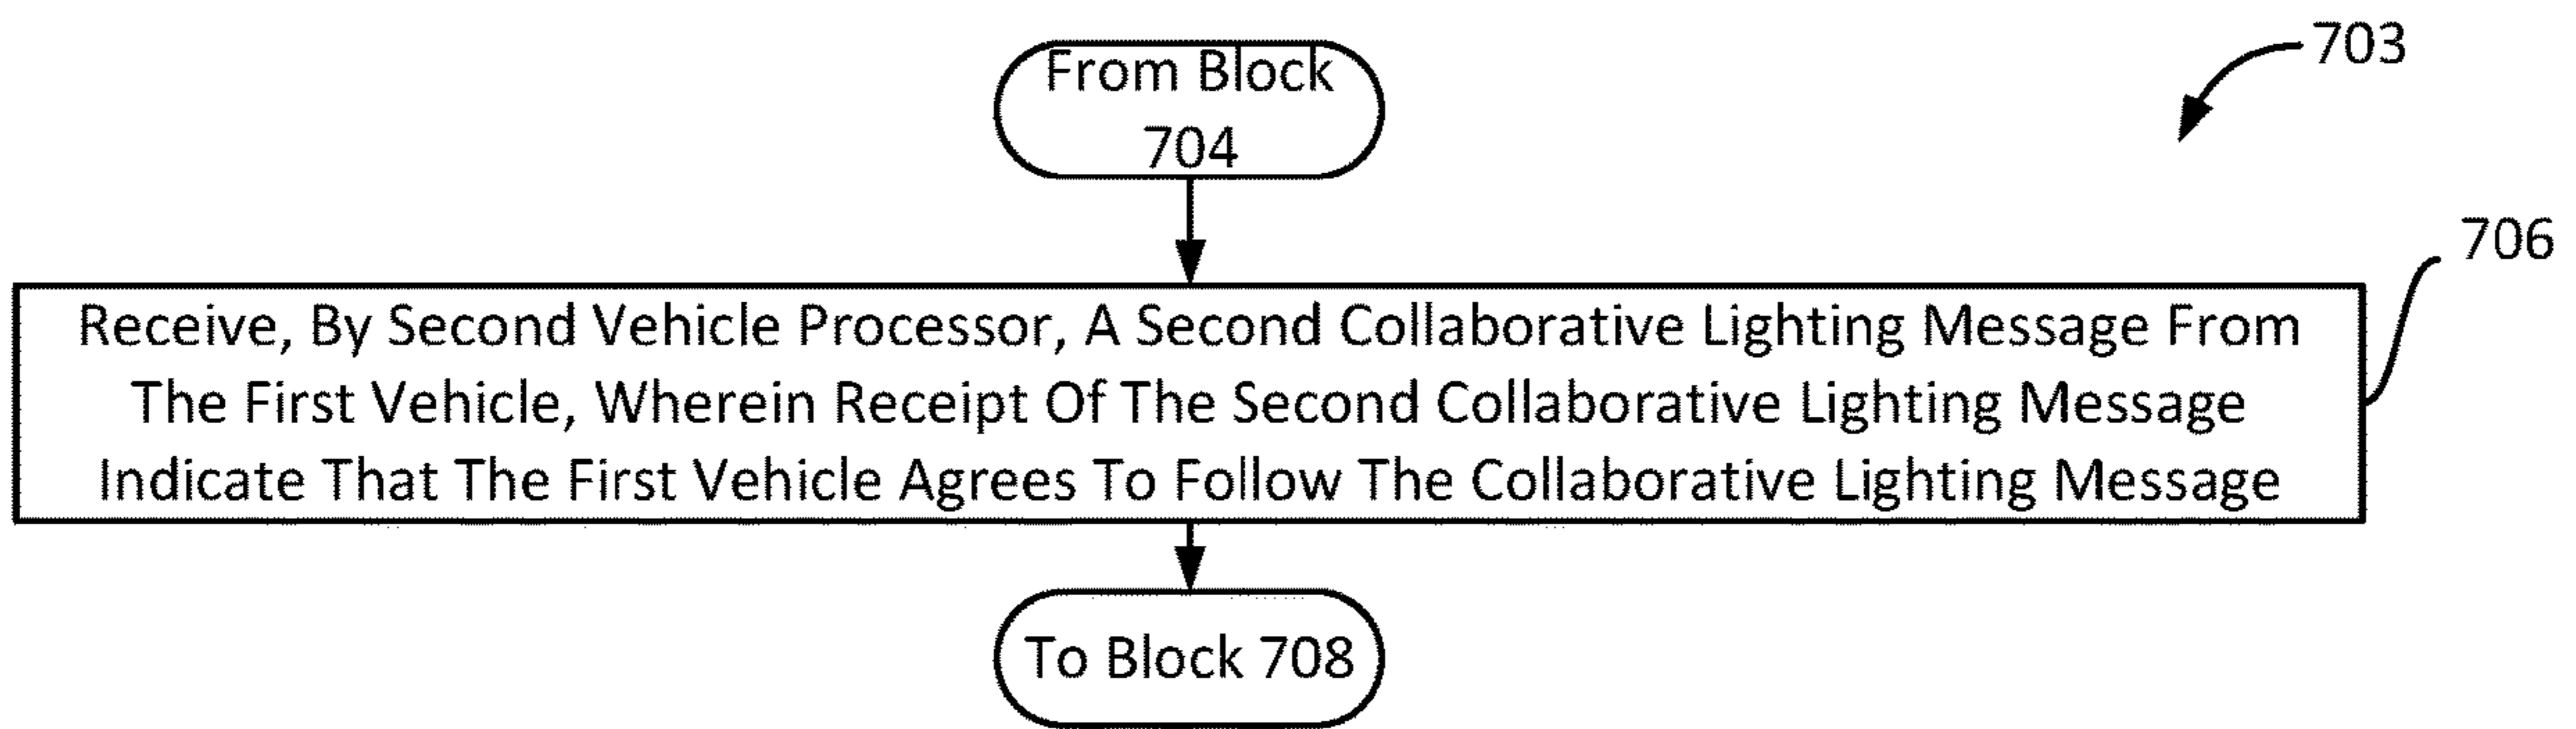 From Block
704
703
706
Receive, By Second Vehicle Processor, A Second Collaborative Lighting Message From
The First Vehicle, Wherein Receipt Of The Second Collaborative Lighting Message
Indicate That The First Vehicle Agrees To Follow The Collaborative Lighting Message
To Block 708